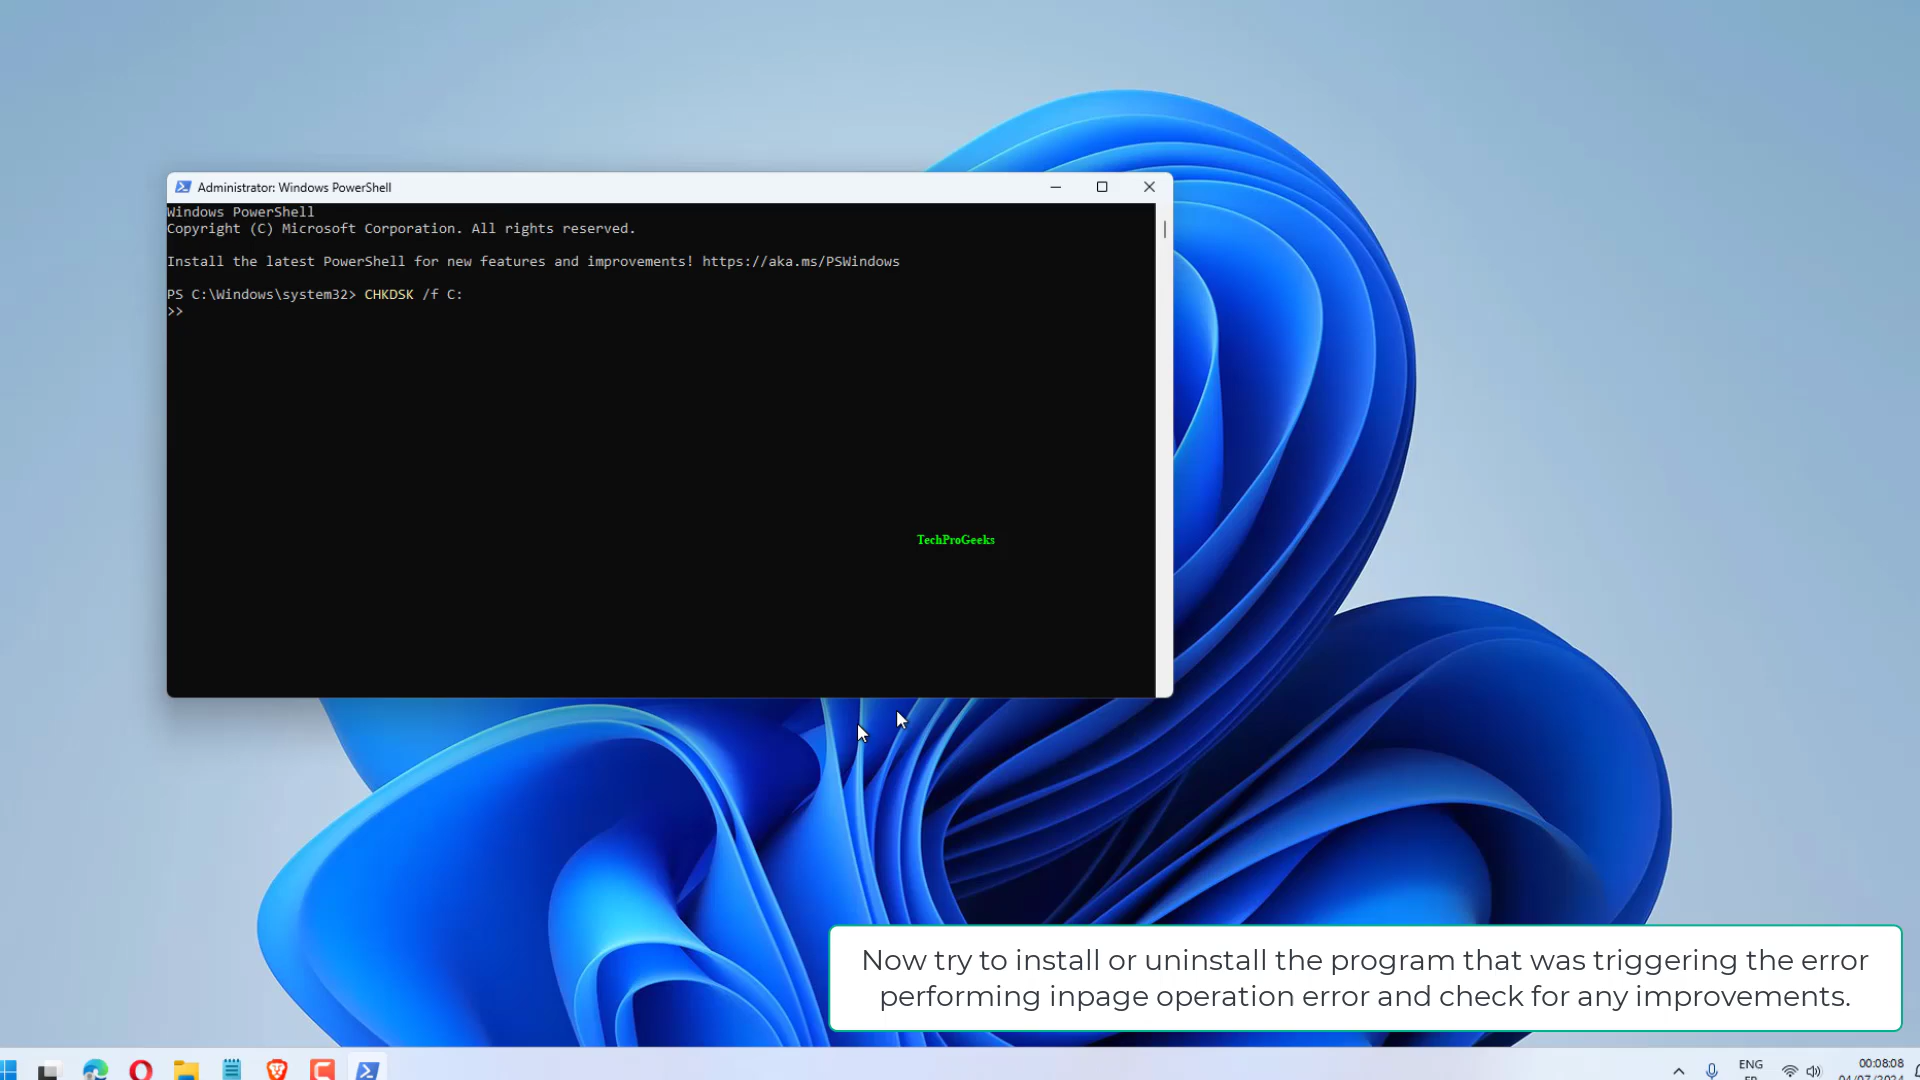 Administrator: Windows PowerShell
Windows PowerShell
Copyright (C) Microsoft Corporation. All rights reserved.
Install the latest PowerShell for new features and improvements! https://aka.ms/PSWindows
PS C:\Windows\system32> CHKDSK /f C:
>>
TechProGeeks
Now try to install or uninstall the program that was triggering the error
performing inpage operation error and check for any improvements.
ENG
00:08:08